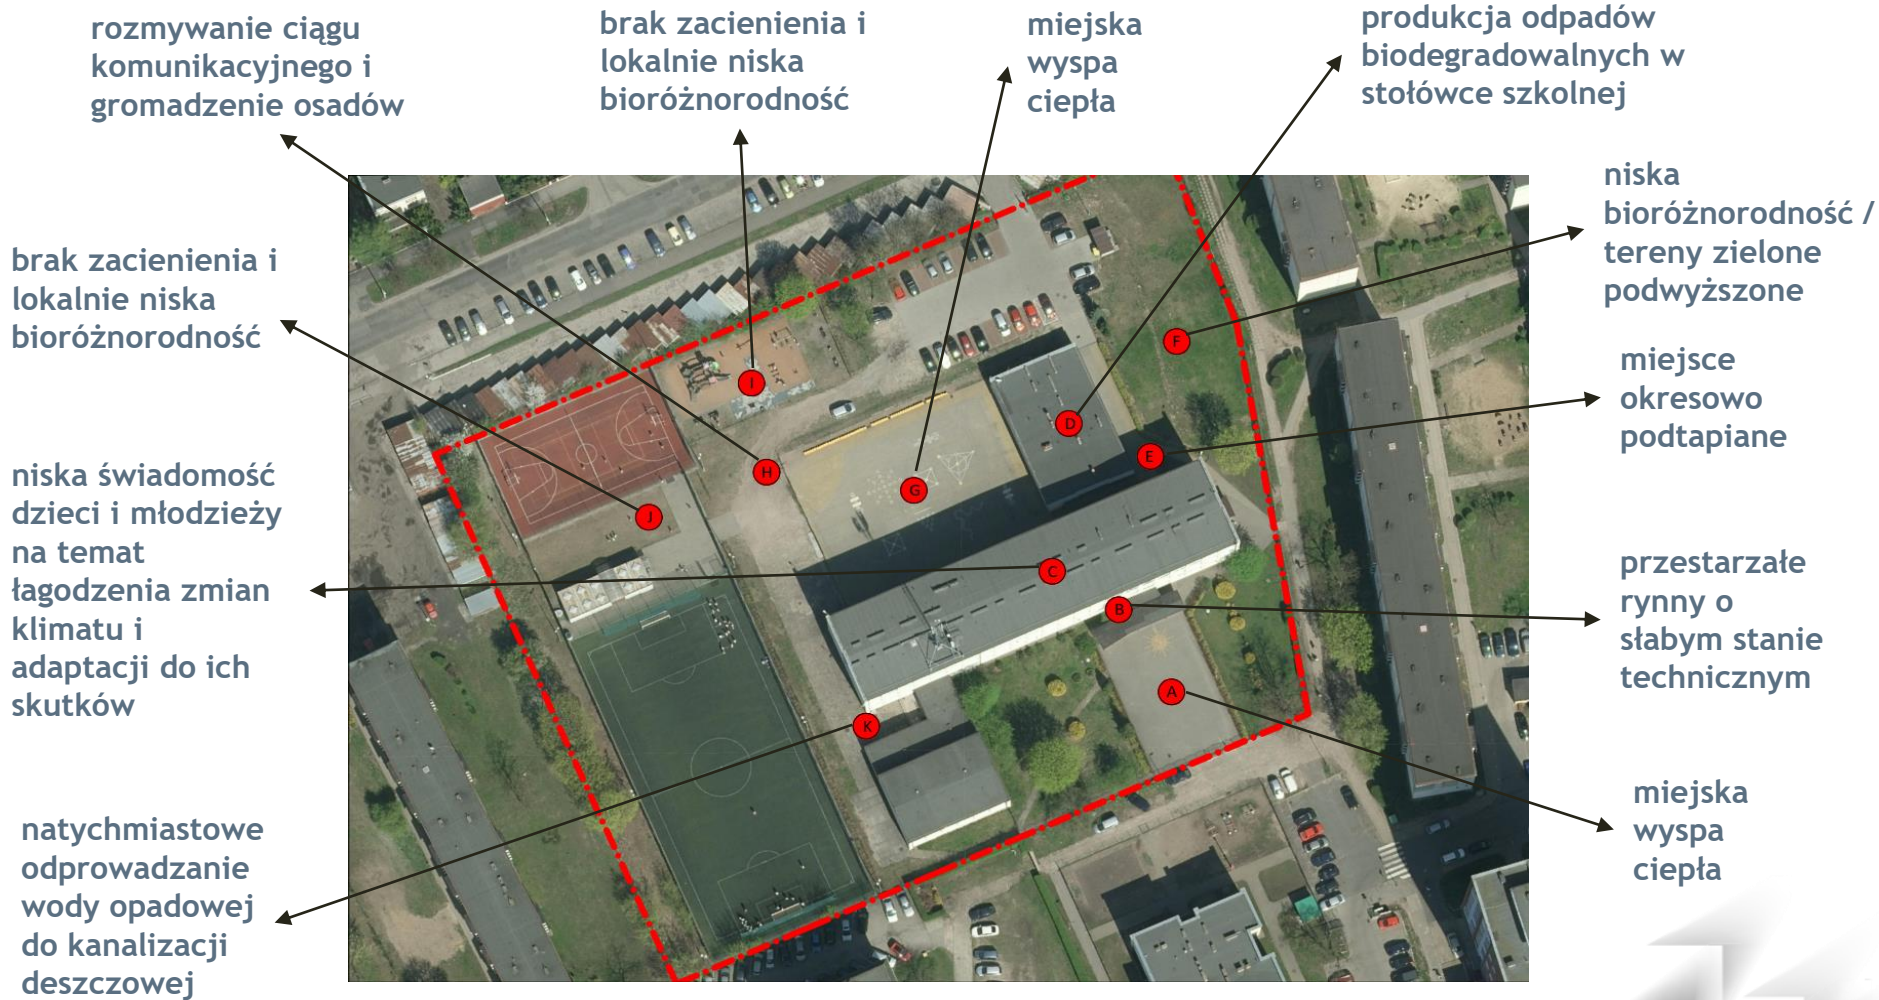 rozmywanie ciągu
komunikacyjnego i
gromadzenie osadów
brak zacienienia i
lokalnie niska
bioróżnorodność
miejska
wyspa
ciepła
produkcja odpadów
biodegradowalnych w
stołówce szkolnej
niska
bioróżnorodność /
tereny zielone
podwyższone
brak zacienienia i
lokalnie niska
bioróżnorodność
miejsce
okresowo
podtapiane
niska świadomość
dzieci i młodzieży
na temat
łagodzenia zmian
klimatu i
adaptacji do ich
skutków
przestarzałe
rynny o
słabym stanie
technicznym
miejska
wyspa
ciepła
natychmiastowe
odprowadzanie
wody opadowej
do kanalizacji
deszczowej
F
I
D
E
H
G
J
C
B
A
K